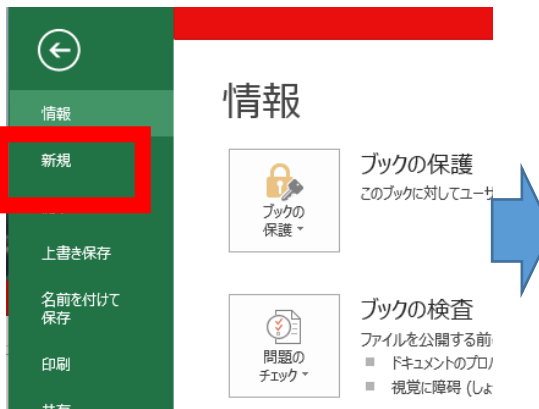 情報
新規
上書き保存
名前を付けて
保存
印刷
情報
ブックの
保護
ブックの保護
このブックに対してユーザ
問題の
チェック
ブックの検査
ファイルを公開する前
ドキュメントのプロパ
視覚に障碍 (しょ